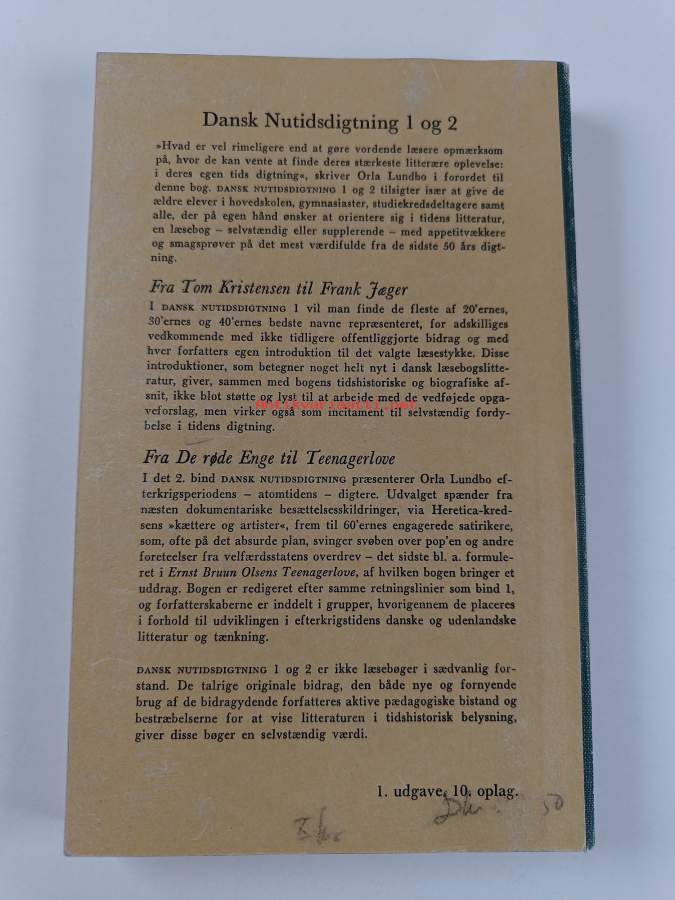 Dansk Nutidsdigtning 1 og 2
»Hvad er vel rimeligere end at gøre vordende læsere opmærksom
på, hvor de kan vente at finde deres stærkeste litterære oplevelse:
i deres egen tids digtning«, skriver Orla Lundbo i forordet til
denne bog. DANSK NUTIDSDIGTNING 1 og 2 tilsigter især at give de
ældre elever i hovedskolen, gymnasiaster, studiekredsdeltagere samt
alle, der på egen hånd ønsker at orientere sig i tidens litteratur,
en læsebog – selvstændig eller supplerende – med appetitvækkere
og smagsprøver på det mest værdifulde fra de sidste 50 års digt-
ning.
Fra Tom Kristensen til Frank Jæger
I DANSK NUTIDSDIGTNING 1 vil man finde de fleste af 20'ernes,
30'ernes og 40'ernes bedste navne repræsenteret, for adskilliges
vedkommende med ikke tidligere offentliggjorte bidrag og med
hver forfatters egen introduktion til det valgte læsestykke. Disse
introduktioner, som betegner noget helt nyt i dansk læsebogslitte-
ratur, giver, sammen med bogens tidshistoriske og biografiske af-
snit, ikke blot støtte og lyst til at arbejde med de vedføjede opga-
veforslag, men virker også som incitament til selvstændig fordy-
belse i tidens digtning.
Fra De røde Enge til Teenagerlove
I det 2. bind DANSK NUTIDSDIGTNING præsenterer Orla Lundbo ef-
terkrigsperiodens – atomtidens – digtere. Udvalget spænder fra
næsten dokumentariske besættelsesskildringer, via Heretica-kred-
sens »kættere og artister«, frem til 60'ernes engagerede satirikere,
som, ofte på det absurde plan, svinger svøben over pop'en og andre
foreteelser fra velfærdsstatens overdrev – det sidste bl. a. formule-
ret i Ernst Bruun Olsens Teenagerlove, af hvilken bogen bringer et
uddrag. Bogen er redigeret efter samme retningslinier som bind 1,
og forfatterskaberne er inddelt i grupper, hvorigennem de placeres
i forhold til udviklingen i efterkrigstidens danske og udenlandske
litteratur og tænkning.
DANSK NUTIDSDIGTNING 1 og 2 er ikke læsebøger i sædvanlig for-
stand. De talrige originale bidrag, den både nye og fornyende
brug af de bidragydende forfatteres aktive pædagogiske bistand og
bestræbelserne for at vise litteraturen i tidshistorisk belysning,
giver disse bøger en selvstændig værdi.
1. udgave, 10. oplag.
50